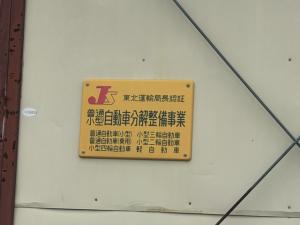 JS 東北運輸局長認証
普通
小型自動車分解整備事業
普通自動車(小型) 小型三輪自動車
普通自動車(乗用) 小型二輪自動車
小型四輪自動車 軽自動車